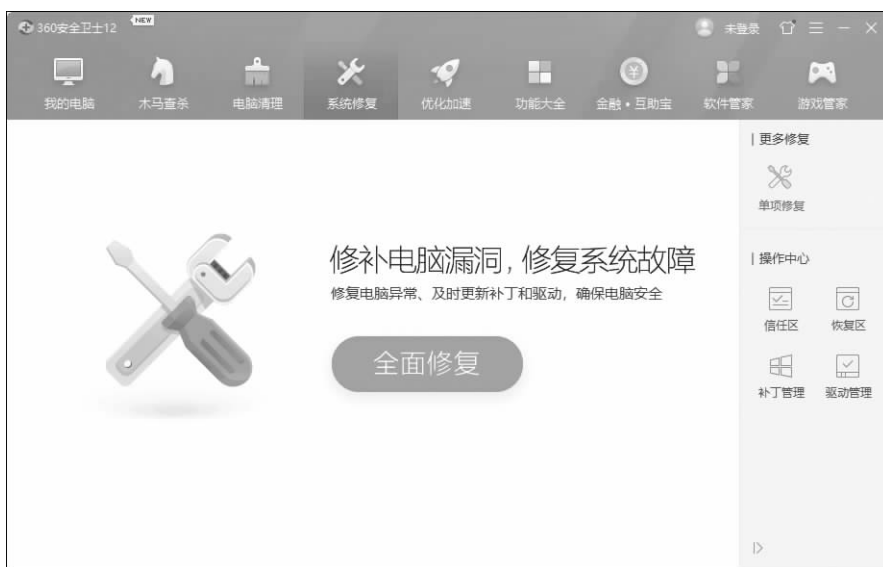 360安全卫士12 NEW 未登录
我的电脑 木马查杀 电脑清理 系统修复 优化加速 功能大全 金融•互助宝 软件管家 游戏管家
更多修复
单项修复
修补电脑漏洞，修复系统故障
修复电脑异常、及时更新补丁和驱动，确保电脑安全
全面修复
操作中心
信任区 恢复区
补丁管理 驱动管理